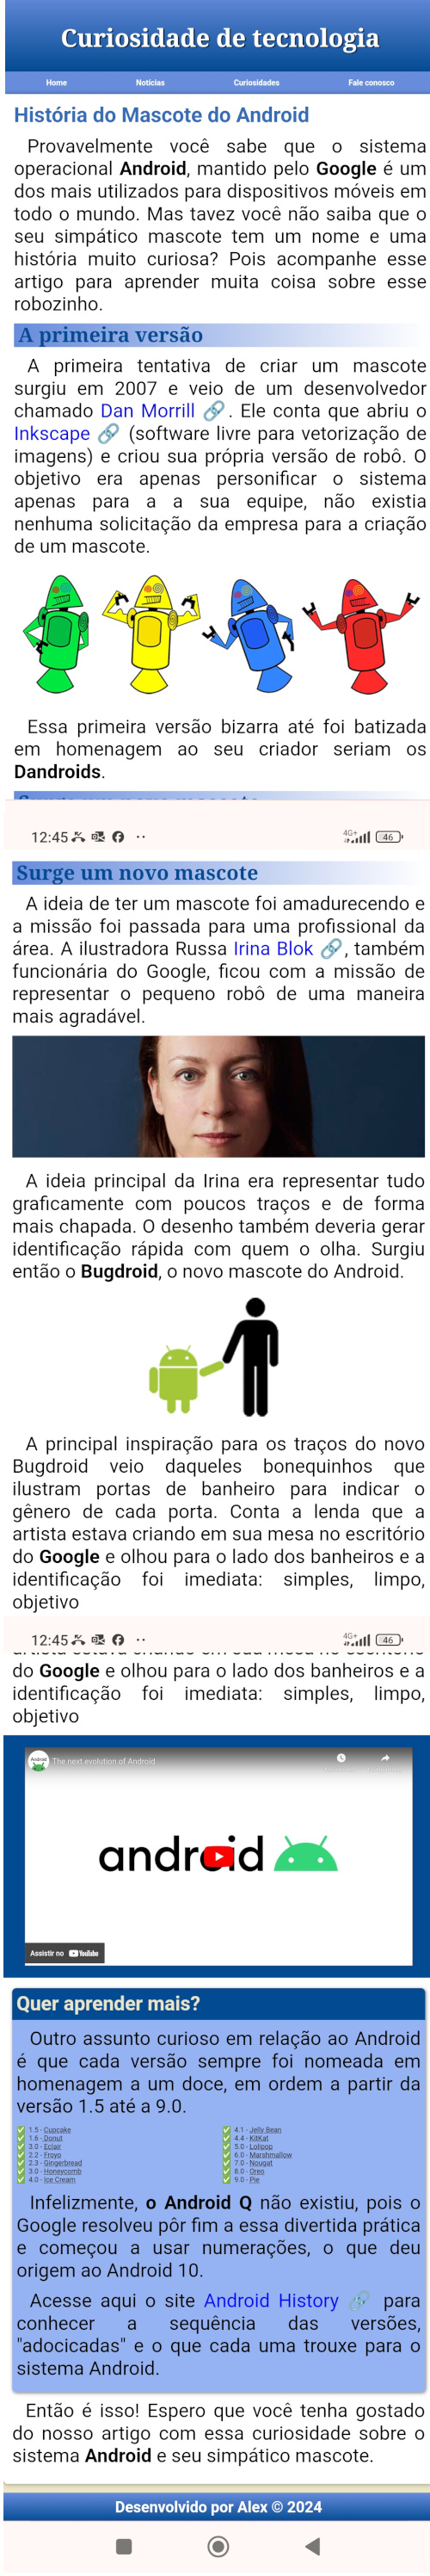 Curiosidade de tecnologia
Home Notícias Curiosidades Fale conosco
História do Mascote do Android
Provavelmente você sabe que o sistema
operacional Android, mantido pelo Google é um
dos mais utilizados para dispositivos móveis em
todo o mundo. Mas tavez você não saiba que o
seu simpático mascote tem um nome e uma
história muito curiosa? Pois acompanhe esse
artigo para aprender muita coisa sobre esse
robozinho.
A primeira versão
A primeira tentativa de criar um mascote
surgiu em 2007 e veio de um desenvolvedor
chamado Dan Morrill 🔗. Ele conta que abriu o
Inkscape 🔗 (software livre para vetorização de
imagens) e criou sua própria versão de robô. O
objetivo era apenas personificar o sistema
apenas para a a sua equipe, não existia
nenhuma solicitação da empresa para a criação
de um mascote.
Essa primeira versão bizarra até foi batizada
em homenagem ao seu criador seriam os
Dandroids.
12:45 4G+ 46
Surge um novo mascote
A ideia de ter um mascote foi amadurecendo e
a missão foi passada para uma profissional da
área. A ilustradora Russa Irina Blok 🔗, também
funcionária do Google, ficou com a missão de
representar o pequeno robô de uma maneira
mais agradável.
A ideia principal da Irina era representar tudo
graficamente com poucos traços e de forma
mais chapada. O desenho também deveria gerar
identificação rápida com quem o olha. Surgiu
então o Bugdroid, o novo mascote do Android.
A principal inspiração para os traços do novo
Bugdroid veio daqueles bonequinhos que
ilustram portas de banheiro para indicar o
gênero de cada porta. Conta a lenda que a
artista estava criando em sua mesa no escritório
do Google e olhou para o lado dos banheiros e a
identificação foi imediata: simples, limpo,
objetivo
12:45 4G+ 46
do Google e olhou para o lado dos banheiros e a
identificação foi imediata: simples, limpo,
objetivo
Android The next evolution of Android
android
Assistir no YouTube
Quer aprender mais?
Outro assunto curioso em relação ao Android
é que cada versão sempre foi nomeada em
homenagem a um doce, em ordem a partir da
versão 1.5 até a 9.0.
✅ 1.5 - Cupcake
✅ 1.6 - Donut
✅ 3.0 - Eclair
✅ 2.2 - Froyo
✅ 2.3 - Gingerbread
✅ 3.0 - Honeycomb
✅ 4.0 - Ice Cream
✅ 4.1 - Jelly Bean
✅ 4.4 - KitKat
✅ 5.0 - Lolipop
✅ 6.0 - Marshmallow
✅ 7.0 - Nougat
✅ 8.0 - Oreo
✅ 9.0 - Pie
Infelizmente, o Android Q não existiu, pois o
Google resolveu pôr fim a essa divertida prática
e começou a usar numerações, o que deu
origem ao Android 10.
Acesse aqui o site Android History 🔗 para
conhecer a sequência das versões,
"adocicadas" e o que cada uma trouxe para o
sistema Android.
Então é isso! Espero que você tenha gostado
do nosso artigo com essa curiosidade sobre o
sistema Android e seu simpático mascote.
Desenvolvido por Alex © 2024